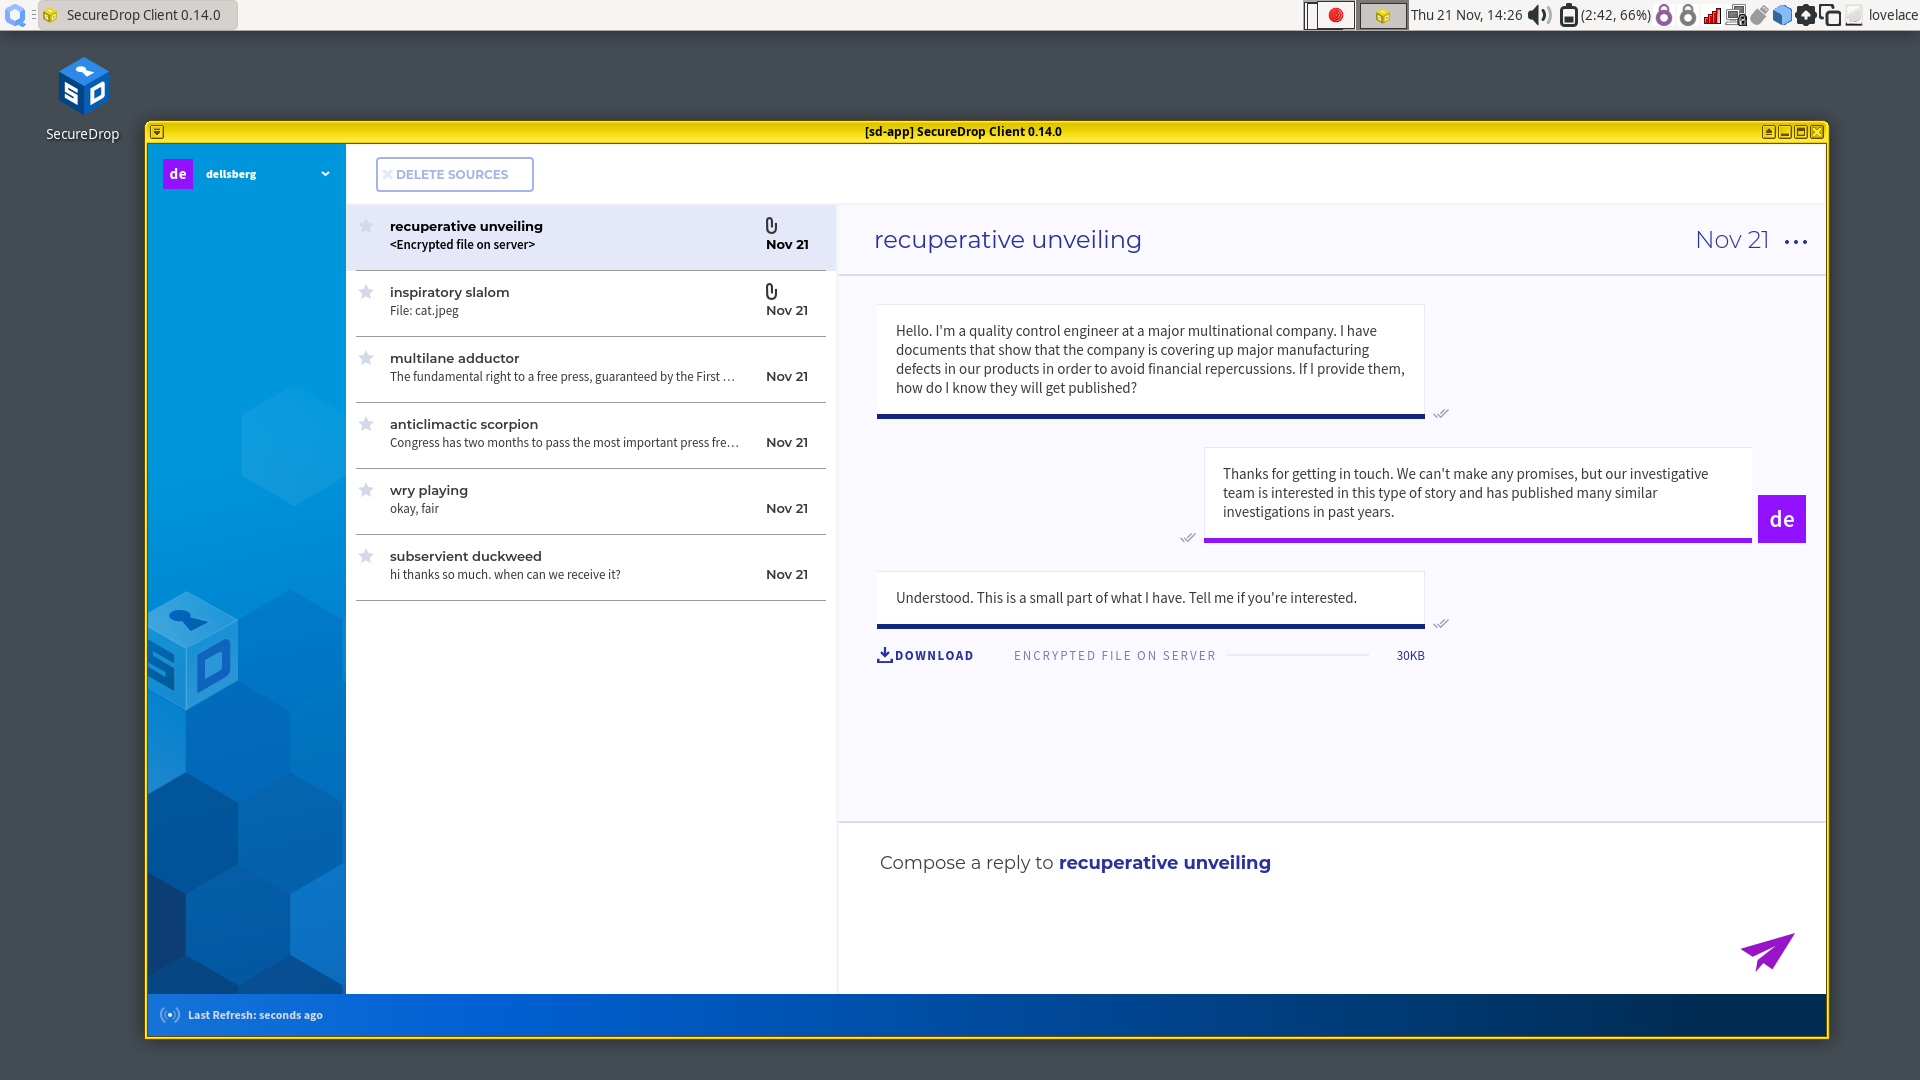 SecureDrop Client 0.14.0
Thu 21 Nov, 14:26
(2:42, 66%)
lovelace
SecureDrop
[sd-app] SecureDrop Client 0.14.0
de
dellsberg
DELETE SOURCES
recuperative unveiling
<Encrypted file on server>
Nov 21
inspiratory slalom
File: cat.jpeg
Nov 21
multilane adductor
The fundamental right to a free press, guaranteed by the First …
Nov 21
anticlimactic scorpion
Congress has two months to pass the most important press fre…
Nov 21
wry playing
okay, fair
Nov 21
subservient duckweed
hi thanks so much. when can we receive it?
Nov 21
recuperative unveiling
Nov 21
Hello. I'm a quality control engineer at a major multinational company. I have
documents that show that the company is covering up major manufacturing
defects in our products in order to avoid financial repercussions. If I provide them,
how do I know they will get published?
Thanks for getting in touch. We can't make any promises, but our investigative
team is interested in this type of story and has published many similar
investigations in past years.
de
Understood. This is a small part of what I have. Tell me if you're interested.
DOWNLOAD
ENCRYPTED FILE ON SERVER
30KB
Compose a reply to recuperative unveiling
SD
Last Refresh: seconds ago